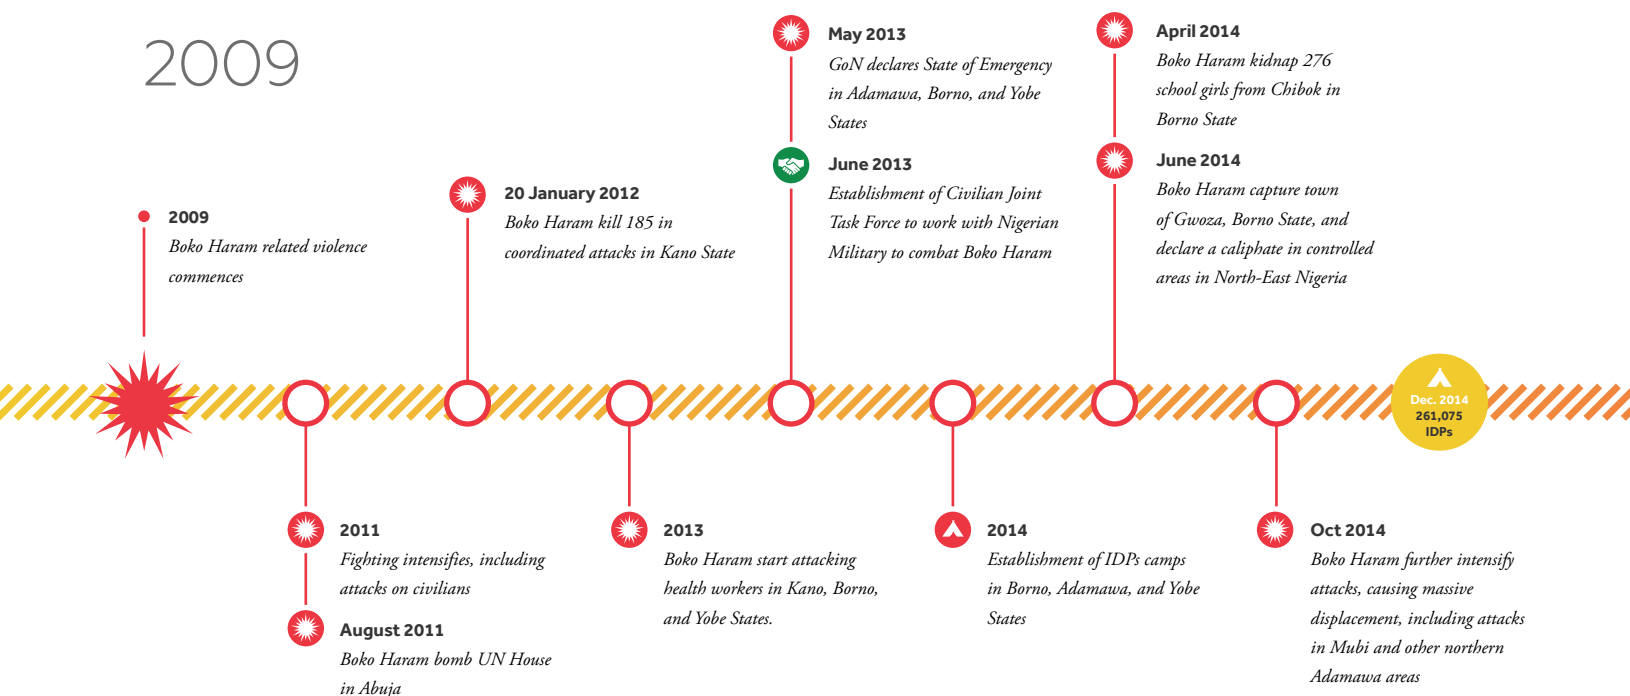 2009
2009
Boko Haram related violence
commences
2011
Fighting intensifies, including
attacks on civilians
August 2011
Boko Haram bomb UN House
in Abuja
20 January 2012
Boko Haram kill 185 in
coordinated attacks in Kano State
2013
Boko Haram start attacking
health workers in Kano, Borno,
and Yobe States.
May 2013
GoN declares State of Emergency
in Adamawa, Borno, and Yobe
States
June 2013
Establishment of Civilian Joint
Task Force to work with Nigerian
Military to combat Boko Haram
2014
Establishment of IDPs camps
in Borno, Adamawa, and Yobe
States
April 2014
Boko Haram kidnap 276
school girls from Chibok in
Borno State
June 2014
Boko Haram capture town
of Gwoza, Borno State, and
declare a caliphate in controlled
areas in North-East Nigeria
Oct 2014
Boko Haram further intensify
attacks, causing massive
displacement, including attacks
in Mubi and other northern
Adamawa areas
Dec. 2014
261,075
IDPs